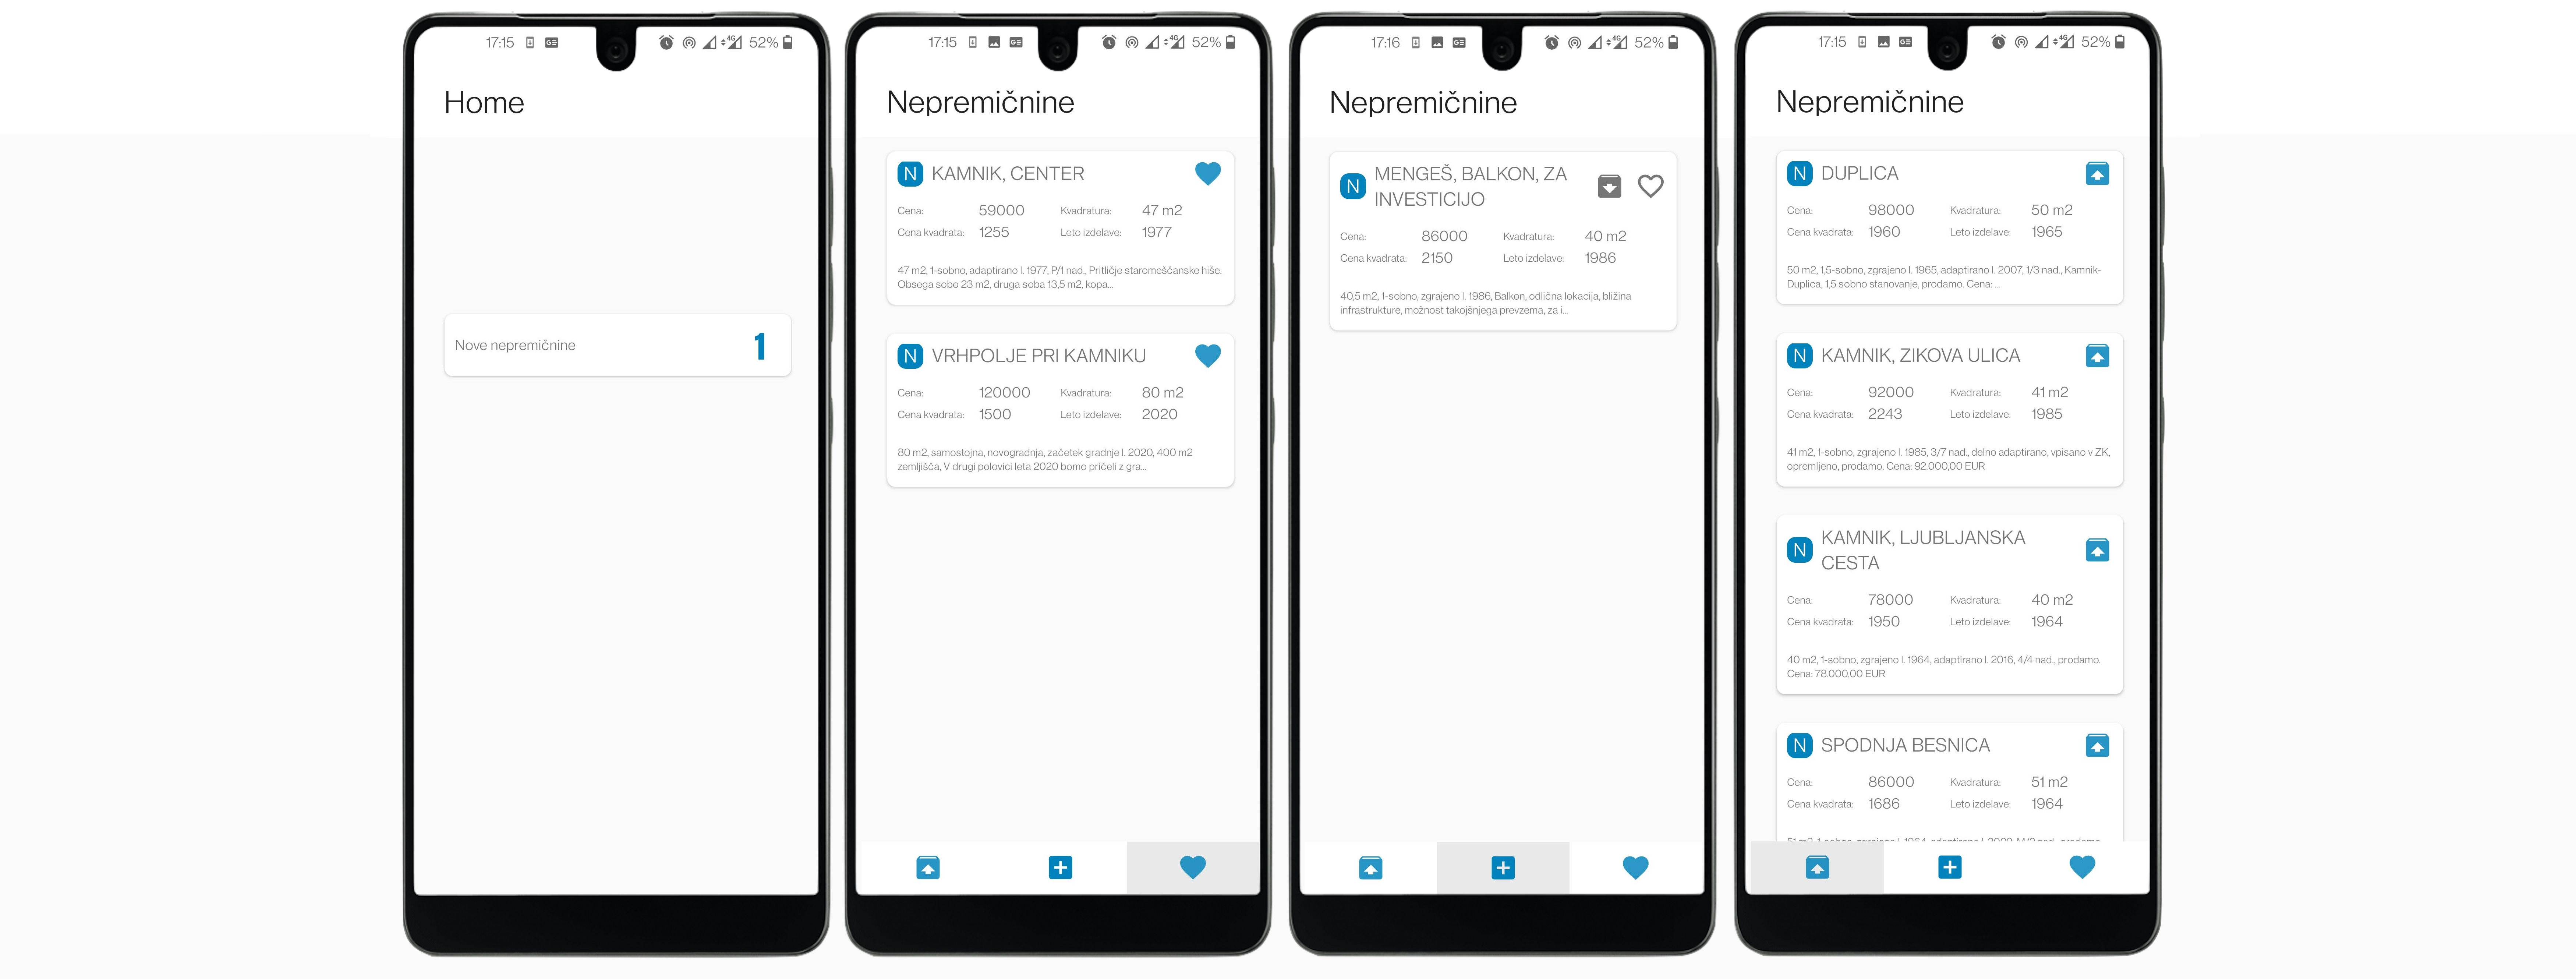 17:15
4G
52%
Home
Nove nepremičnine
1
17:15
4G
52%
Nepremičnine
N KAMNIK, CENTER
Cena: 59000 Kvadratura: 47 m2
Cena kvadrata: 1255 Leto izdelave: 1977
47 m2, 1-sobno, adaptirano l. 1977, P/1 nad., Pritličje staromeščanske hiše.
Obsega sobo 23 m2, druga soba 13,5 m2, kopa...
N VRHPOLJE PRI KAMNIKU
Cena: 120000 Kvadratura: 80 m2
Cena kvadrata: 1500 Leto izdelave: 2020
80 m2, samostojna, novogradnja, začetek gradnje l. 2020, 400 m2
zemljišča, V drugi polovici leta 2020 bomo pričeli z gra...
17:16
4G
52%
Nepremičnine
N MENGEŠ, BALKON, ZA
INVESTICIJO
Cena: 86000 Kvadratura: 40 m2
Cena kvadrata: 2150 Leto izdelave: 1986
40,5 m2, 1-sobno, zgrajeno l. 1986, Balkon, odlična lokacija, bližina
infrastrukture, možnost takojšnjega prevzema, za i...
17:15
4G
52%
Nepremičnine
N DUPLICA
Cena: 98000 Kvadratura: 50 m2
Cena kvadrata: 1960 Leto izdelave: 1965
50 m2, 1,5-sobno, zgrajeno l. 1965, adaptirano l. 2007, 1/3 nad., Kamnik-
Duplica, 1,5 sobno stanovanje, prodamo. Cena: ...
N KAMNIK, ZIKOVA ULICA
Cena: 92000 Kvadratura: 41 m2
Cena kvadrata: 2243 Leto izdelave: 1985
41 m2, 1-sobno, zgrajeno l. 1985, 3/7 nad., delno adaptirano, vpisano v ZK,
opremljeno, prodamo. Cena: 92.000,00 EUR
N KAMNIK, LJUBLJANSKA
CESTA
Cena: 78000 Kvadratura: 40 m2
Cena kvadrata: 1950 Leto izdelave: 1964
40 m2, 1-sobno, zgrajeno l. 1964, adaptirano l. 2016, 4/4 nad., prodamo.
Cena: 78.000,00 EUR
N SPODNJA BESNICA
Cena: 86000 Kvadratura: 51 m2
Cena kvadrata: 1686 Leto izdelave: 1964